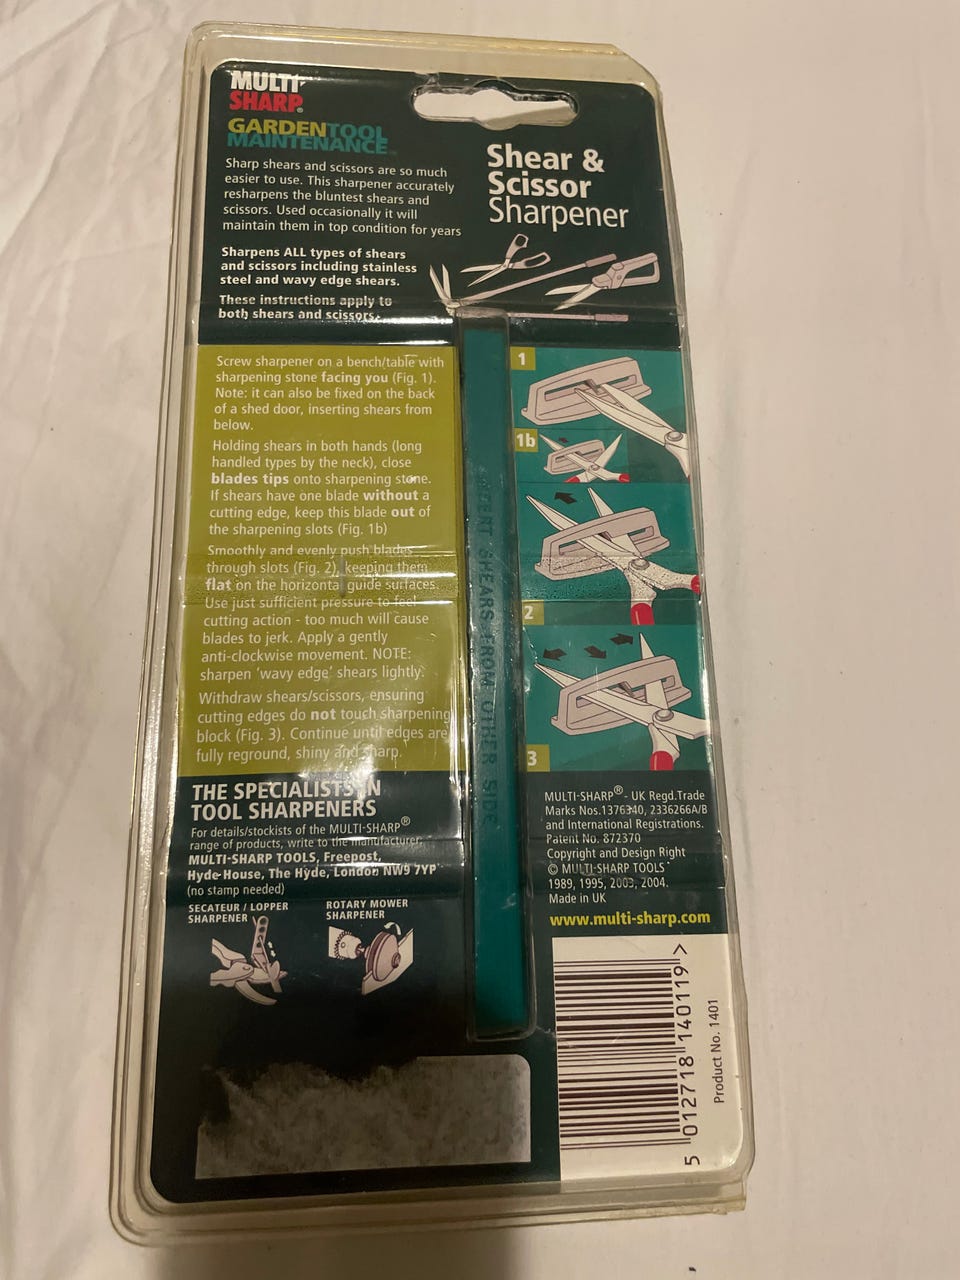 MULTI
SHARP®
GARDENTOOL
MAINTENANCE™
Sharp shears and scissors are so much
easier to use. This sharpener accurately
resharpens the bluntest shears and
scissors. Used occasionally it will
maintain them in top condition for years
Sharpens ALL types of shears
and scissors including stainless
steel and wavy edge shears.
These instructions apply to
both shears and scissors.
Shear &
Scissor
Sharpener
Screw sharpener on a bench/table with
sharpening stone facing you (Fig. 1).
Note: it can also be fixed on the back
of a shed door, inserting shears from
below.
Holding shears in both hands (long
handled types by the neck), close
blades tips onto sharpening stone.
If shears have one blade without a
cutting edge, keep this blade out of
the sharpening slots (Fig. 1b)
Smoothly and evenly push blades
through slots (Fig. 2), keeping them
flat on the horizontal guide surfaces.
Use just sufficient pressure to feel
cutting action - too much will cause
blades to jerk. Apply a gently
anti-clockwise movement. NOTE:
sharpen 'wavy edge' shears lightly.
Withdraw shears/scissors, ensuring
cutting edges do not touch sharpening
block (Fig. 3). Continue until edges are
fully reground, shiny and sharp.
SHEARS FROM OTHER SIDE
1
1b
2
3
THE SPECIALISTS IN
TOOL SHARPENERS
For details/stockists of the MULTI-SHARP®
range of products, write to the manufacturer:
MULTI-SHARP TOOLS, Freepost,
Hyde House, The Hyde, London NW9 7YP
(no stamp needed)
SECATEUR / LOPPER
SHARPENER
ROTARY MOWER
SHARPENER
MULTI-SHARP® - UK Regd.Trade
Marks Nos.1376340, 2336266A/B
and International Registrations.
Patent No. 872370
Copyright and Design Right
© MULTI-SHARP TOOLS
1989, 1995, 2003, 2004.
Made in UK
www.multi-sharp.com
5 012718 140119 >
Product No. 1401